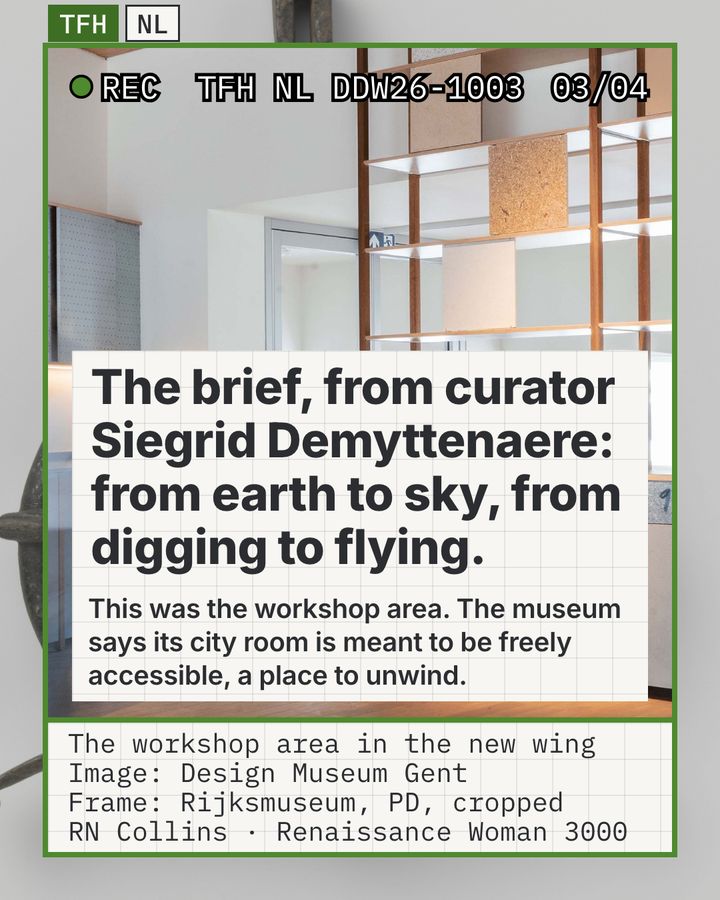 TFH NL
REC TFH NL DDW26-1003 03/04
The brief, from curator
Siegrid Demyttenaere:
from earth to sky, from
digging to flying.
This was the workshop area. The museum
says its city room is meant to be freely
accessible, a place to unwind.
The workshop area in the new wing
Image: Design Museum Gent
Frame: Rijksmuseum, PD, cropped
RN Collins · Renaissance Woman 3000